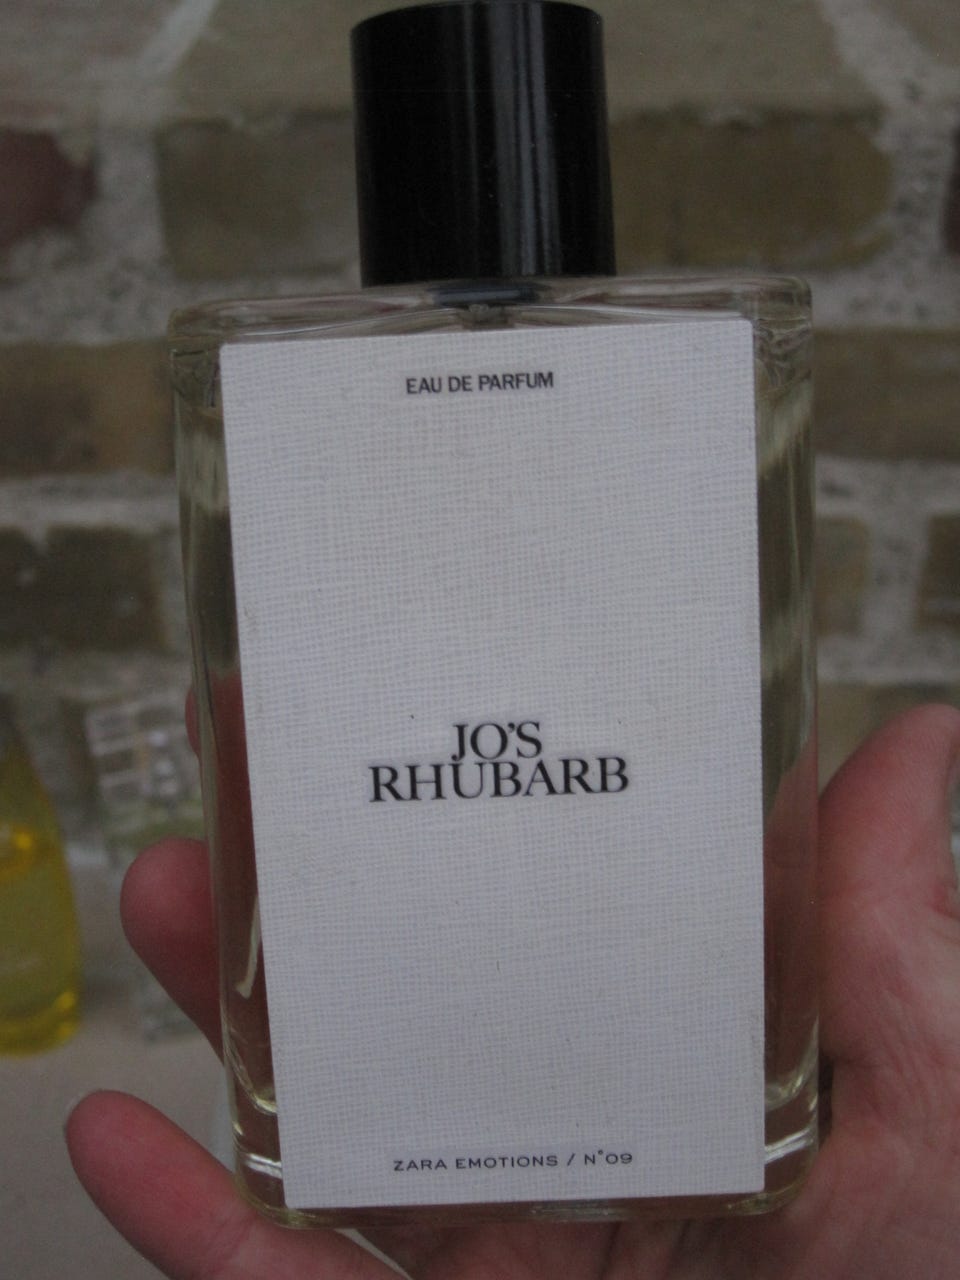 EAU DE PARFUM
JO'S
RHUBARB
ZARA EMOTIONS / N°09